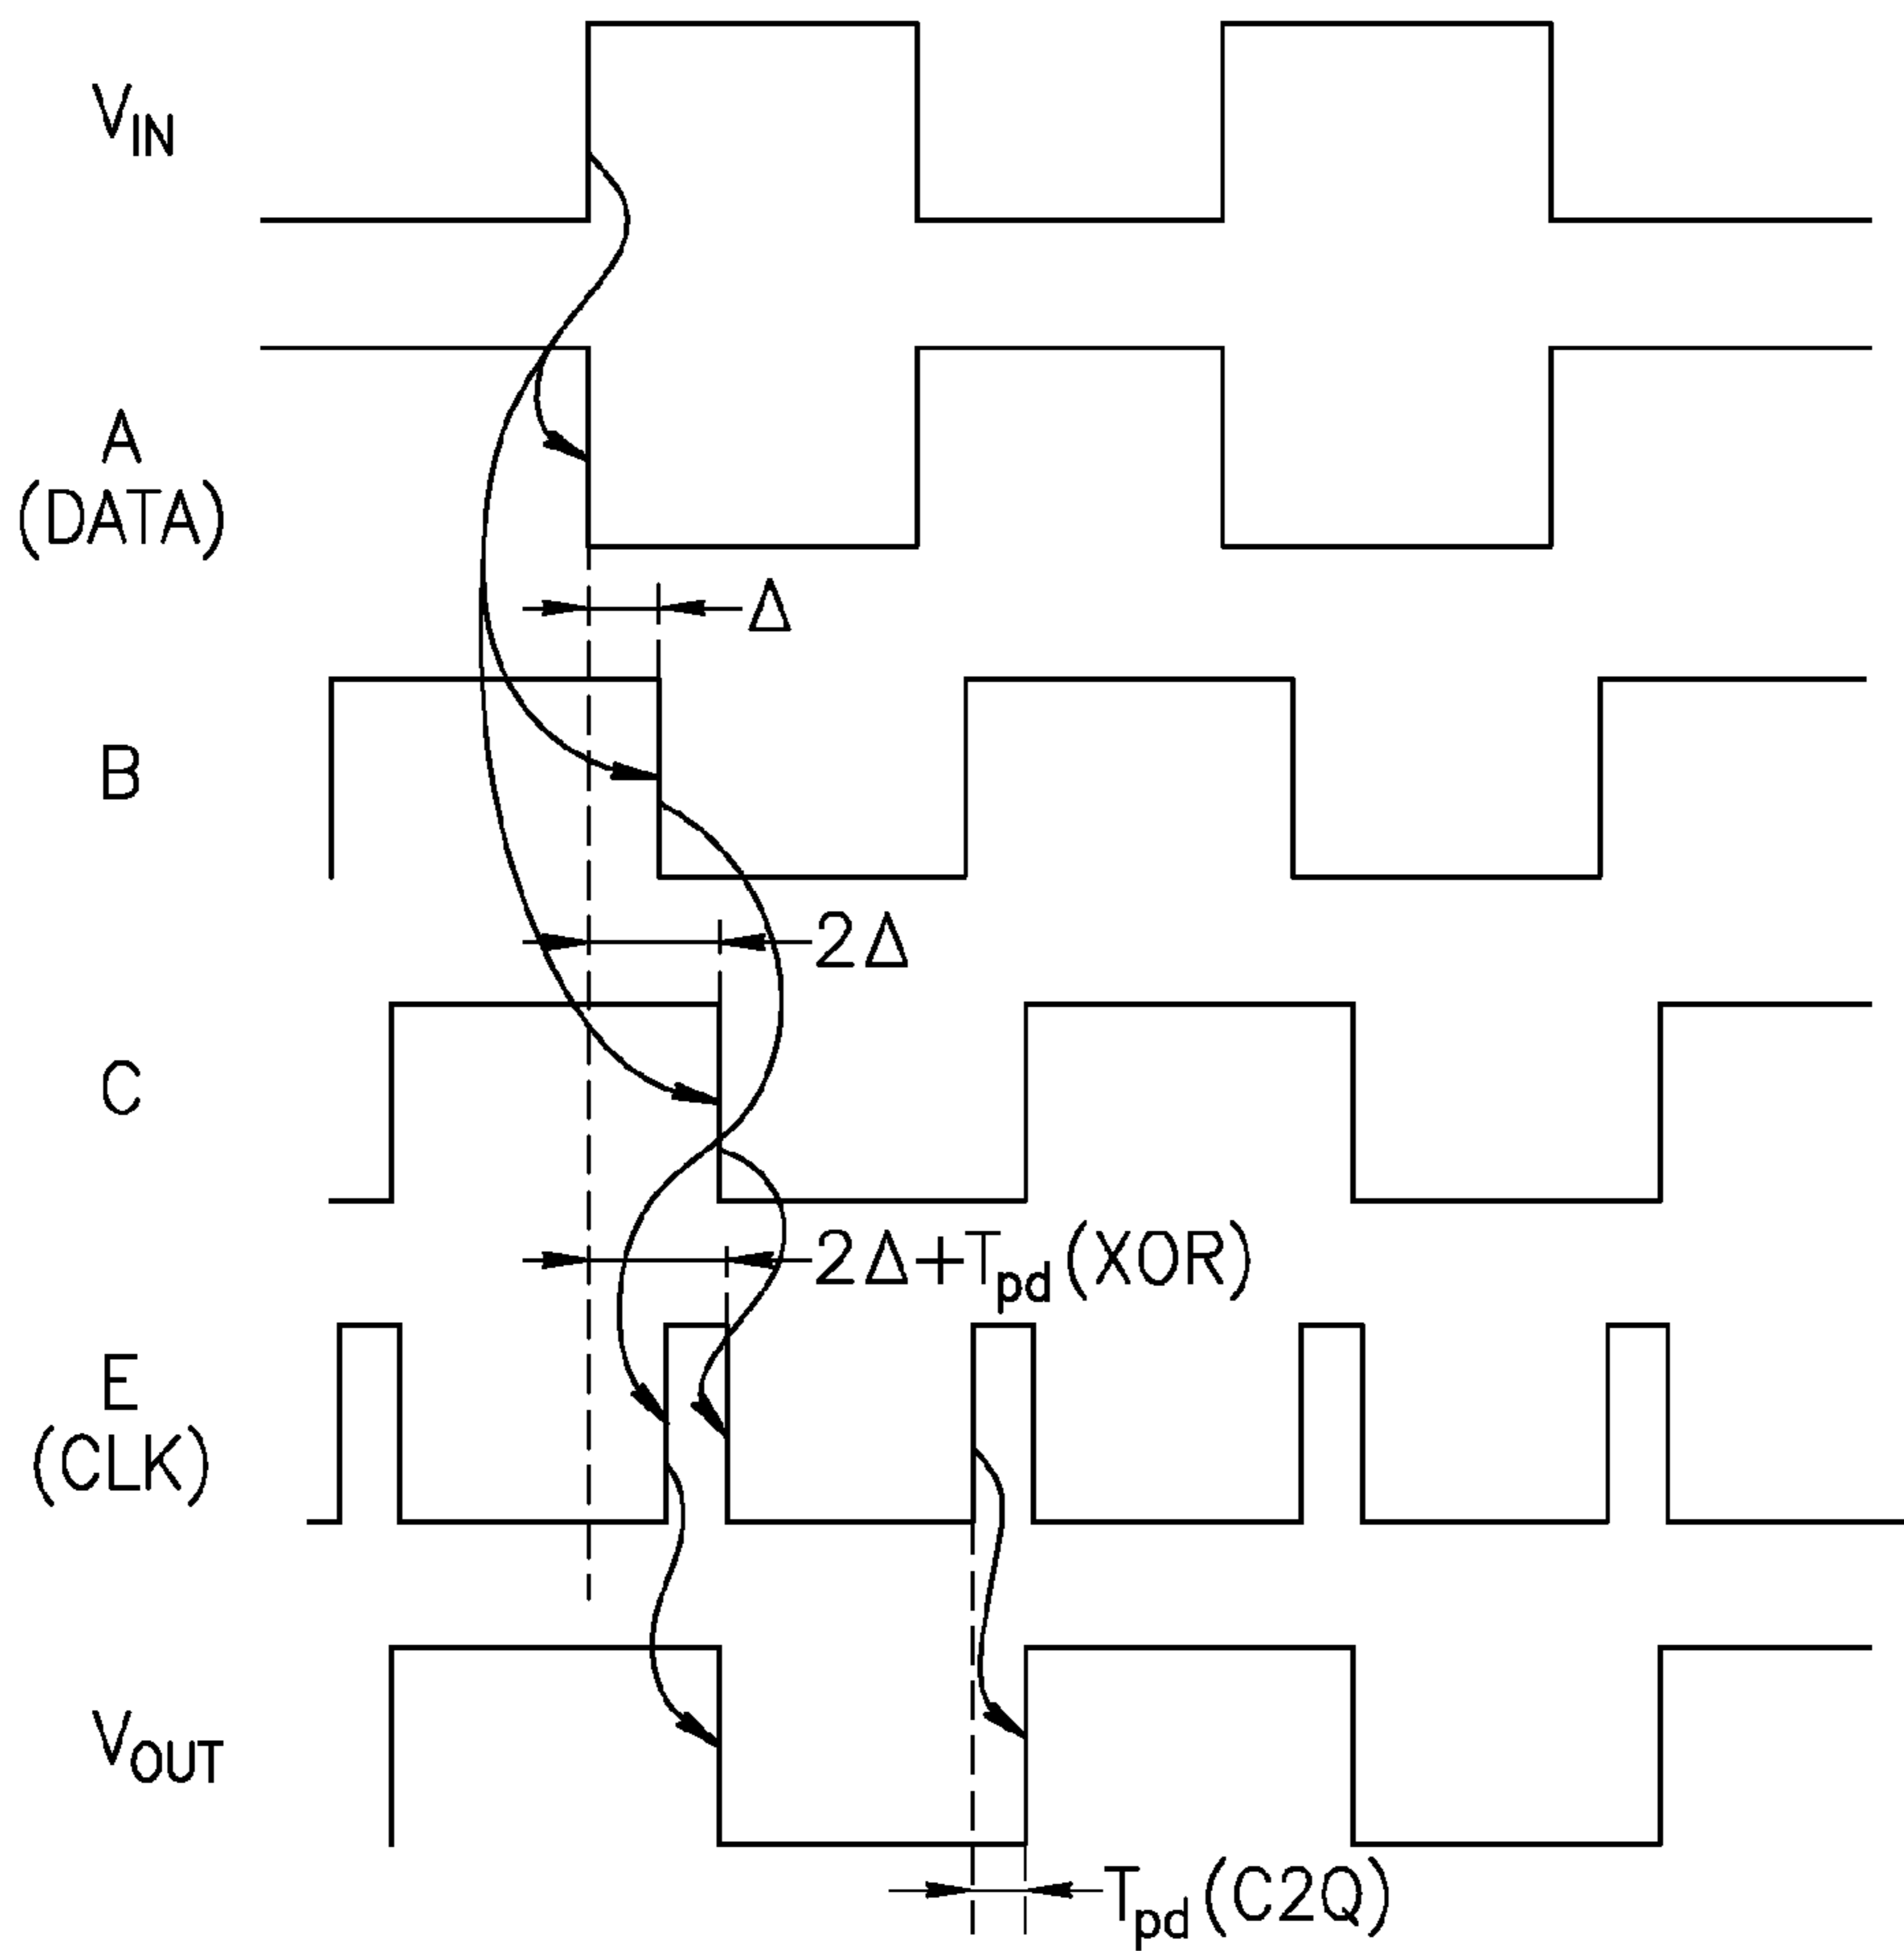 V_IN
A
(DATA)
Δ
B
2Δ
C
2Δ+T_pd(XOR)
E
(CLK)
V_OUT
T_pd(C2Q)